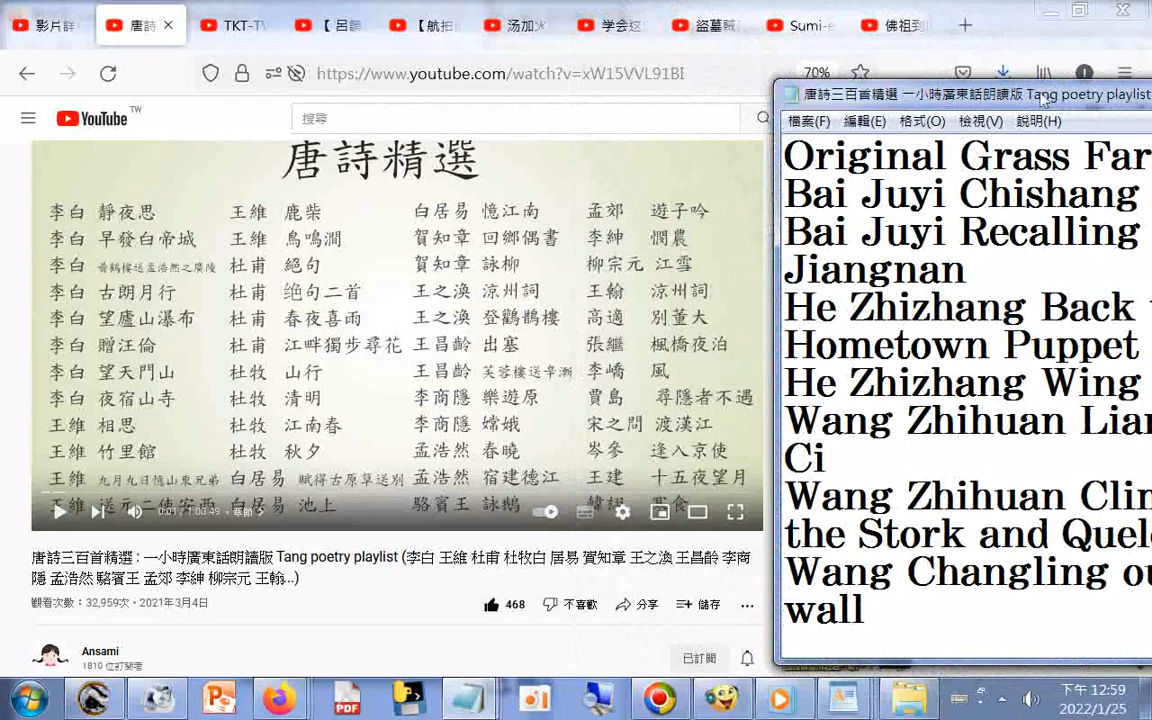 影片群
唐詩
TKT-TV
【 呂
【航拍
汤加火
学会这
盜墓賊
Sumi-e
佛祖到
https://www.youtube.com/watch?v=xW15VVL91BI
70%
YouTube TW
搜尋
唐詩精選
李白 靜夜思 王維 鹿柴 白居易 憶江南 孟郊 遊子吟
李白 早發白帝城 王維 鳥鳴澗 賀知章 回鄉偶書 李紳 憫農
李白 黃鶴樓送孟浩然之廣陵 杜甫 絕句 賀知章 詠柳 柳宗元 江雪
李白 古朗月行 杜甫 绝句二首 王之渙 涼州詞 王翰 涼州詞
李白 望廬山瀑布 杜甫 春夜喜雨 王之渙 登鸛鵲樓 高適 別董大
李白 贈汪倫 杜甫 江畔獨步尋花 王昌齡 出塞 張繼 楓橋夜泊
李白 望天門山 杜牧 山行 王昌齡 芙蓉樓送辛漸 李嶠 風
李白 夜宿山寺 杜牧 清明 李商隱 樂遊原 賈島 尋隱者不遇
王維 相思 杜牧 江南春 李商隱 嫦娥 宋之問 渡漢江
王維 竹里館 杜牧 秋夕 孟浩然 春曉 岑參 逢入京使
王維 九月九日憶山東兄弟 白居易 賦得古原草送別 孟浩然 宿建德江 王建 十五夜望月
王維 送元二使安西 白居易 池上 駱賓王 詠鵝 韓翃 寒食
0:01 / 1:00:49 • 章節
唐詩三百首精選 : 一小時廣東話朗讀版 Tang poetry playlist (李白 王維 杜甫 杜牧白 居易 賀知章 王之渙 王昌齡 李商
隱 孟浩然 駱賓王 孟郊 李紳 柳宗元 王翰...)
觀看次數：32,959次 • 2021年3月4日
468 不喜歡 分享 儲存
Ansami
1810 位訂閱者
已訂閱
唐詩三百首精選 一小時廣東話朗讀版 Tang poetry playlist
檔案(F) 編輯(E) 格式(O) 檢視(V) 說明(H)
Original Grass Far
Bai Juyi Chishang
Bai Juyi Recalling
Jiangnan
He Zhizhang Back
Hometown Puppet
He Zhizhang Wing
Wang Zhihuan Lian
Ci
Wang Zhihuan Clim
the Stork and Quel
Wang Changling ou
wall
PDF
下午 12:59
2022/1/25